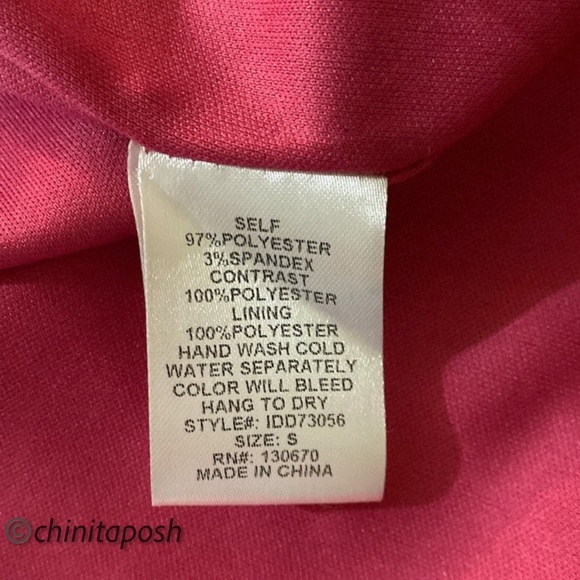 SELF
97%POLYESTER
3%SPANDEX
CONTRAST
100%POLYESTER
LINING
100%POLYESTER
HAND WASH COLD
WATER SEPARATELY
COLOR WILL BLEED
HANG TO DRY
STYLE#: IDD73056
SIZE: S
RN#: 130670
MADE IN CHINA
©chinitaposh